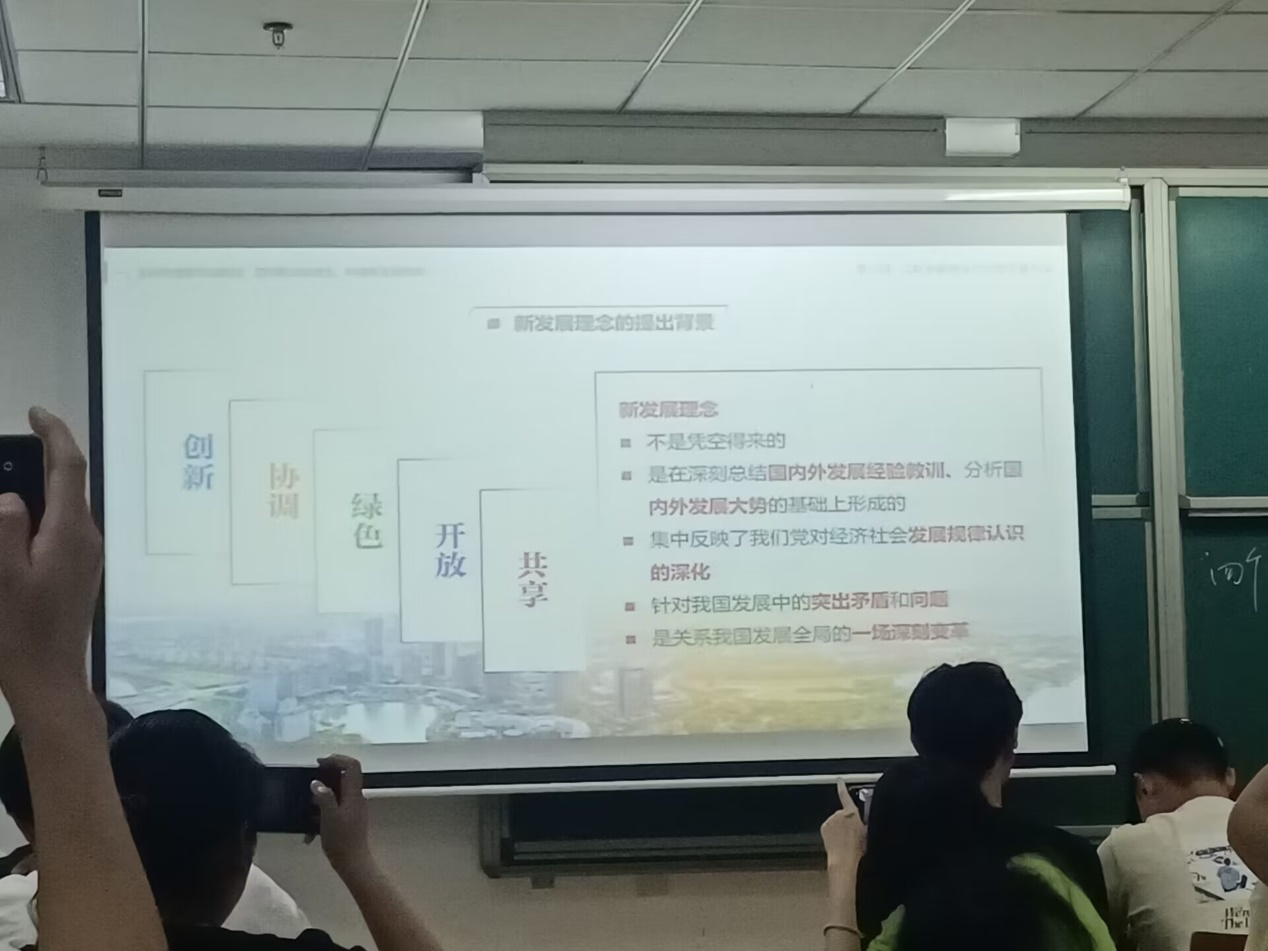 新发展理念的提出背景
创新
协调
绿色
开放
共享
新发展理念
不是凭空得来的
是在深刻总结国内外发展经验教训、分析国
内外发展大势的基础上形成的
集中反映了我们党对经济社会发展规律认识
的深化
针对我国发展中的突出矛盾和问题
是关系我国发展全局的一场深刻变革